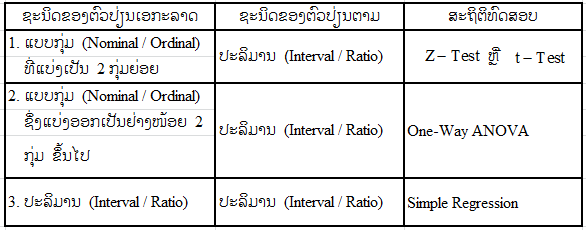 ຊະນິດຂອງຕົວປ່ຽນເອກະລາດ ຊະນິດຂອງຕົວປ່ຽນຕາມ ສະຖິຕິທົດສອບ
1. ແບບກຸ່ມ (Nominal / Ordinal)
ທີ່ແບ່ງເປັນ 2 ກຸ່ມຍ່ອຍ
ປະລິມານ (Interval / Ratio)
Z – Test ຫຼື t – Test
2. ແບບກຸ່ມ (Nominal / Ordinal)
ຊຶ່ງແບ່ງອອກເປັນຢ່າງໜ້ອຍ 2
ກຸ່ມ ຂຶ້ນໄປ
ປະລິມານ (Interval / Ratio)
One-Way ANOVA
3. ປະລິມານ (Interval / Ratio) ປະລິມານ (Interval / Ratio) Simple Regression